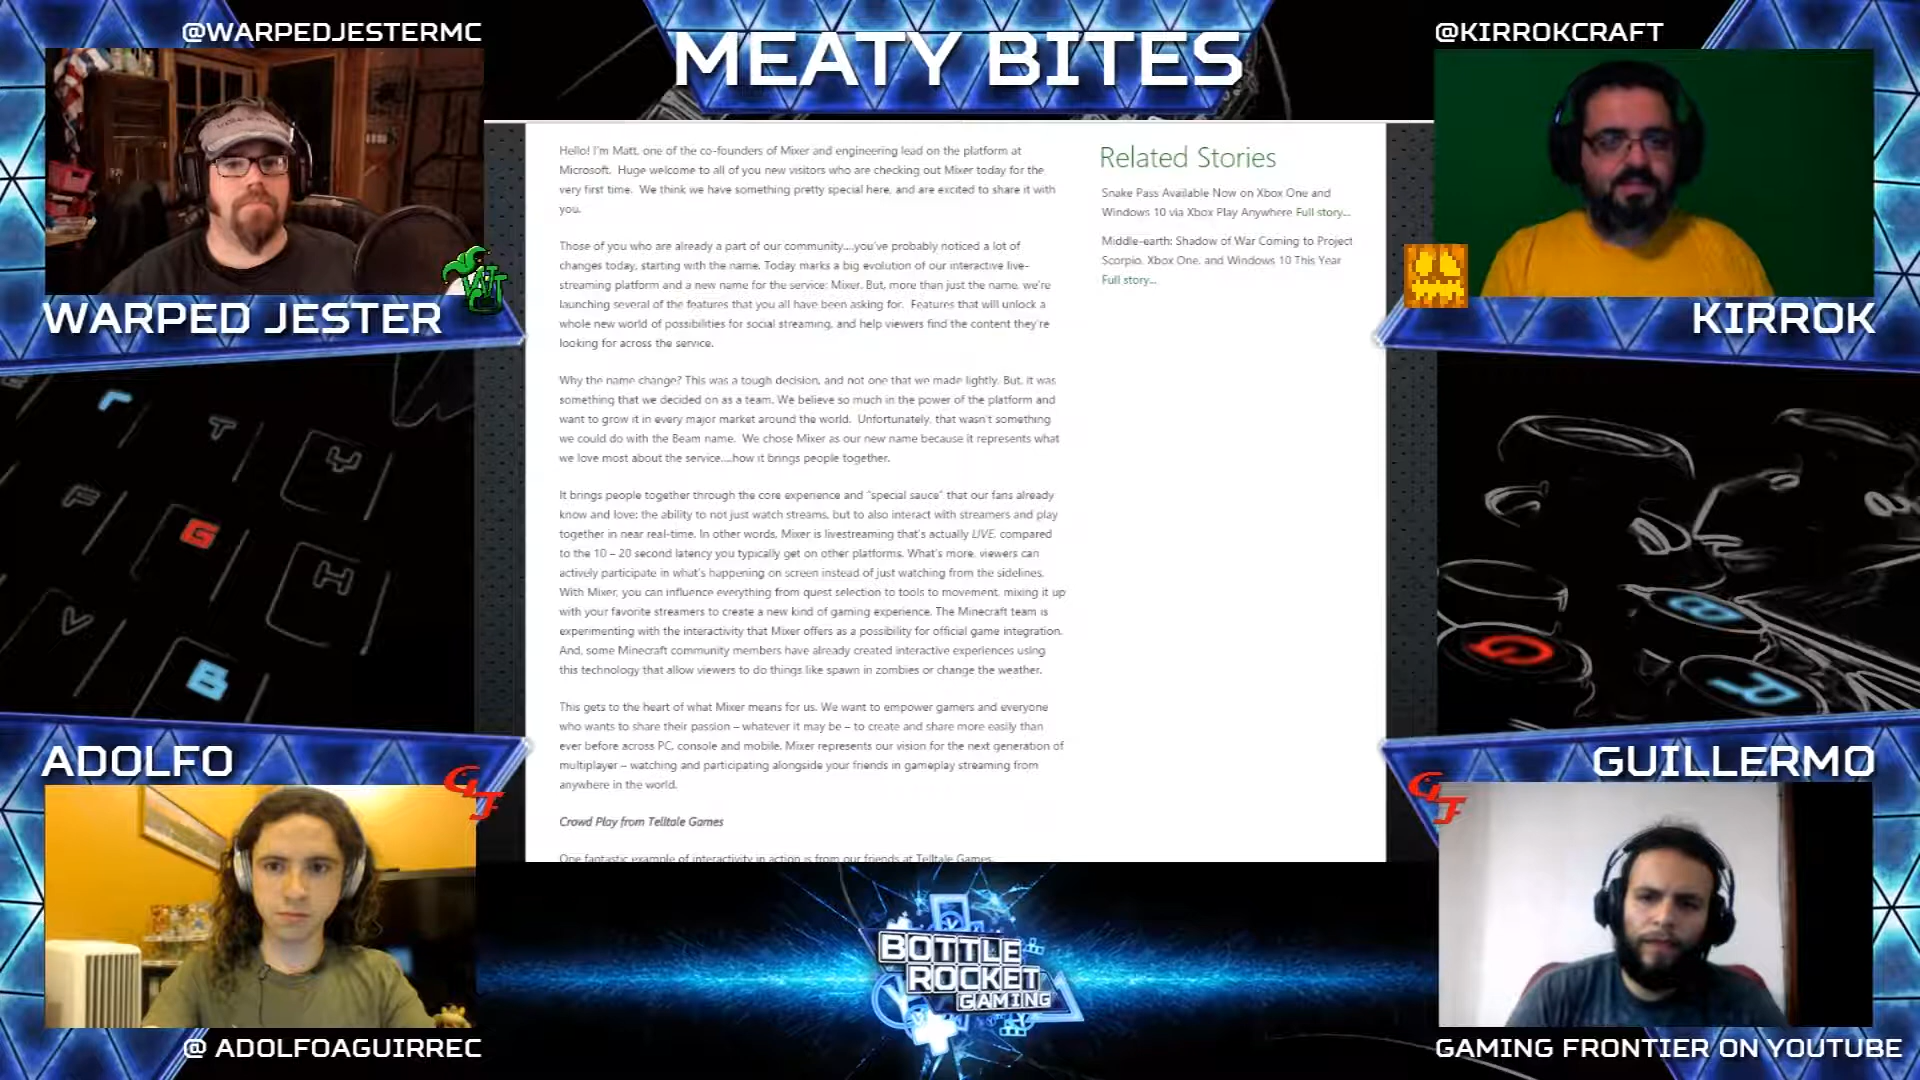 @WARPEDJESTERMC
MEATY BITES
@KIRROKCRAFT
WARPED JESTER
KIRROK
Hello! I'm Matt, one of the co-founders of Mixer and engineering lead on the platform at
Microsoft. Huge welcome to all of you new visitors who are checking out Mixer today for the
very first time. We think we have something pretty special here, and are excited to share it with
you.
Those of you who are already a part of our community....you've probably noticed a lot of
changes today, starting with the name. Today marks a big evolution of our interactive live-
streaming platform and a new name for the service: Mixer. But, more than just the name, we're
launching several of the features that you all have been asking for. Features that will unlock a
whole new world of possibilities for social streaming, and help viewers find the content they're
looking for across the service.
Why the name change? This was a tough decision, and not one that we made lightly. But, it was
something that we decided on as a team. We believe so much in the power of the platform and
want to grow it in every major market around the world. Unfortunately, that wasn't something
we could do with the Beam name. We chose Mixer as our new name because it represents what
we love most about the service....how it brings people together.
It brings people together through the core experience and "special sauce" that our fans already
know and love: the ability to not just watch streams, but to also interact with streamers and play
together in near real-time. In other words, Mixer is livestreaming that's actually LIVE, compared
to the 10 – 20 second latency you typically get on other platforms. What's more, viewers can
actively participate in what's happening on screen instead of just watching from the sidelines.
With Mixer, you can influence everything from quest selection to tools to movement, mixing it up
with your favorite streamers to create a new kind of gaming experience. The Minecraft team is
experimenting with the interactivity that Mixer offers as a possibility for official game integration.
And, some Minecraft community members have already created interactive experiences using
this technology that allow viewers to do things like spawn in zombies or change the weather.
This gets to the heart of what Mixer means for us. We want to empower gamers and everyone
who wants to share their passion – whatever it may be – to create and share more easily than
ever before across PC, console and mobile. Mixer represents our vision for the next generation of
multiplayer – watching and participating alongside your friends in gameplay streaming from
anywhere in the world.
Crowd Play from Telltale Games
One fantastic example of interactivity in action is from our friends at Telltale Games.
Related Stories
Snake Pass Available Now on Xbox One and
Windows 10 via Xbox Play Anywhere Full story...
Middle-earth: Shadow of War Coming to Project
Scorpio, Xbox One, and Windows 10 This Year
Full story...
T
Y
F
G
H
V
B
B
G
R
ADOLFO
GUILLERMO
WJ
GF
GF
BOTTLE
ROCKET
GAMING
@ ADOLFOAGUIRREC
GAMING FRONTIER ON YOUTUBE